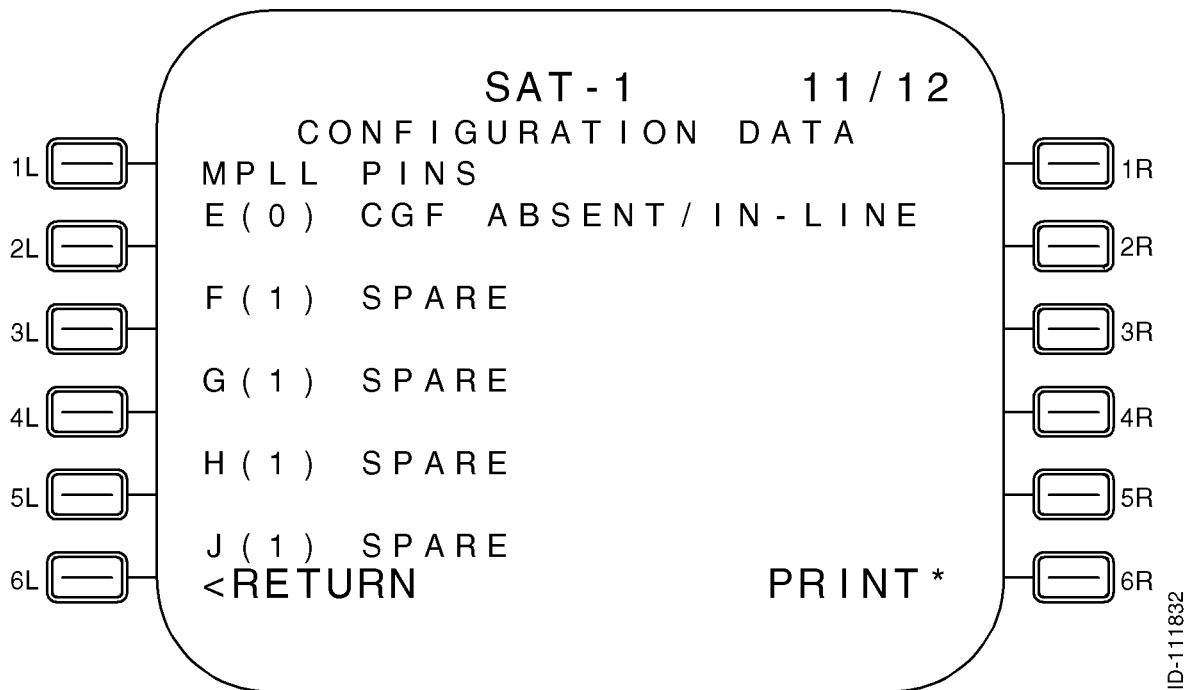 SAT-1 11/12
CONFIGURATION DATA
1L 1R
MPLL PINS
E(0) CGF ABSENT/IN-LINE
2L 2R
F(1) SPARE
3L 3R
G(1) SPARE
4L 4R
H(1) SPARE
5L 5R
J(1) SPARE
6L <RETURN PRINT* 6R
ID-111832